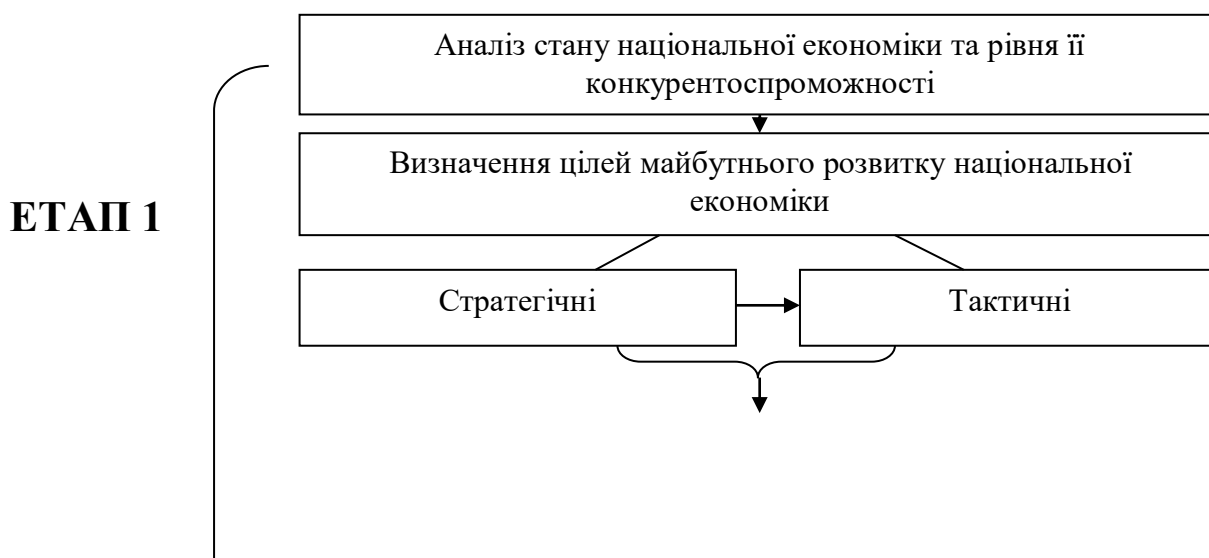 Аналіз стану національної економіки та рівня її
конкурентоспроможності
Визначення цілей майбутнього розвитку національної
економіки
ЕТАП 1
Стратегічні
Тактичні